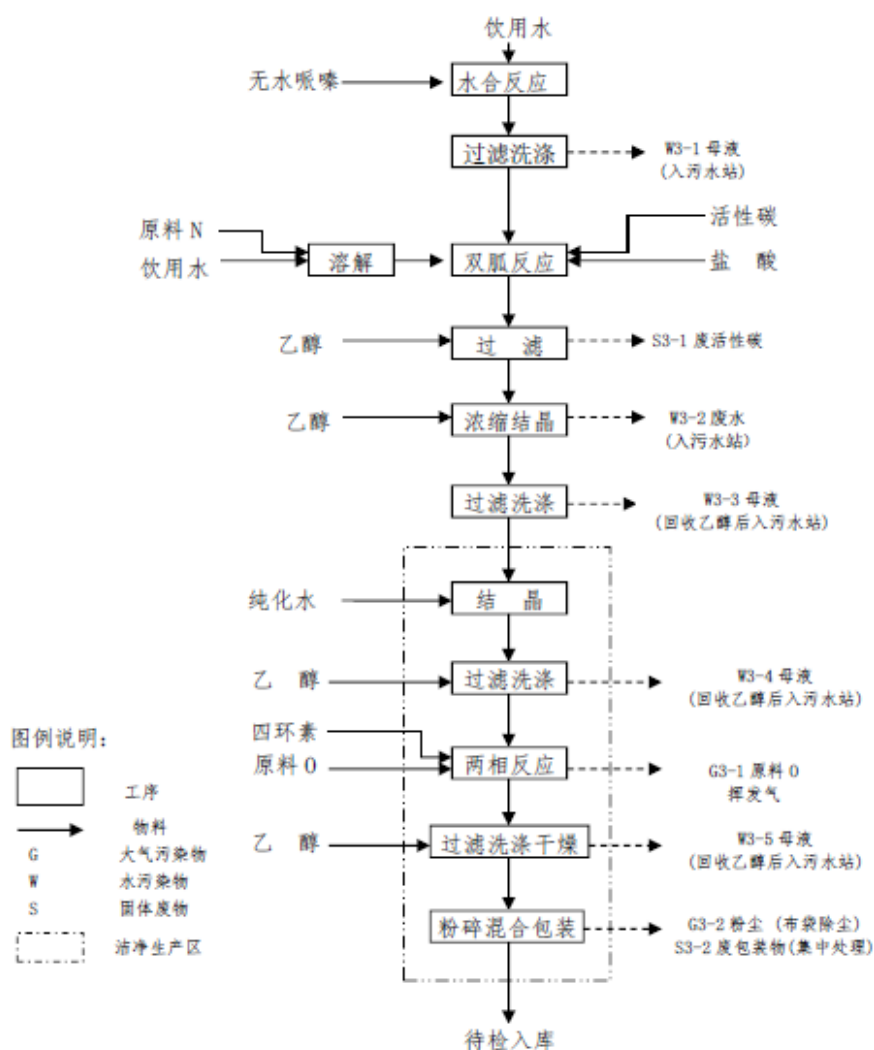 饮用水
无水哌嗪
水合反应
过滤洗涤
W3-1 母液
(入污水站)
原料 N
饮用水
溶解
双胍反应
活性碳
盐 酸
乙醇
过 滤
S3-1 废活性碳
乙醇
浓缩结晶
W3-2 废水
(入污水站)
过滤洗涤
W3-3 母液
(回收乙醇后入污水站)
纯化水
结 晶
乙 醇
过滤洗涤
W3-4 母液
(回收乙醇后入污水站)
四环素
原料 O
两相反应
G3-1 原料 O
挥发气
乙 醇
过滤洗涤干燥
W3-5 母液
(回收乙醇后入污水站)
粉碎混合包装
G3-2 粉尘 (布袋除尘)
S3-2 废包装物(集中处理)
待检入库
图例说明:
工序
物料
G 大气污染物
W 水污染物
S 固体废物
洁净生产区